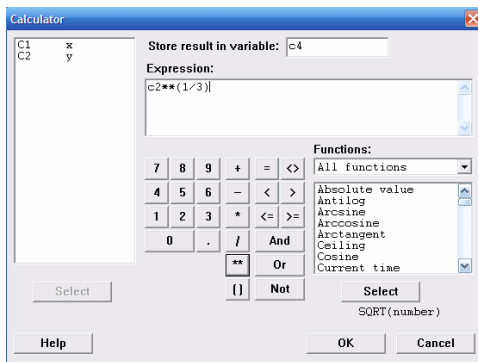 Calculator
C1 x
C2 y
Store result in variable: c4
Expression:
c2**(1/3)
Functions:
7 8 9 + = <> All functions
4 5 6 - < > Absolute value
Antilog
1 2 3 * <= >= Arcsine
Arccosine
0 . / And Arctangent
Ceiling
** Or Cosine
Current time
Select () Not Select
SQRT(number)
Help OK Cancel